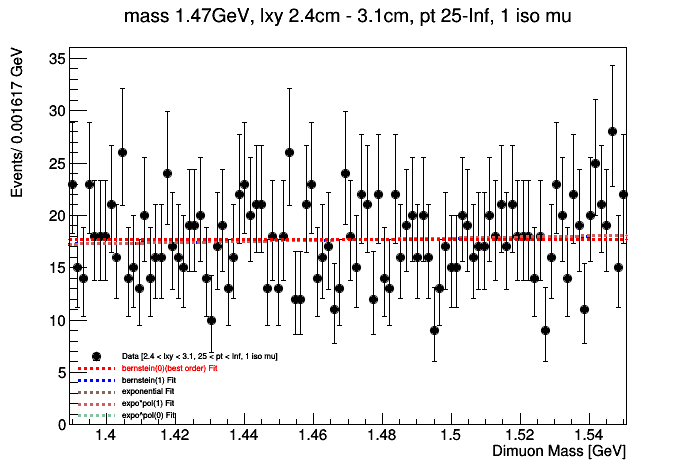 mass 1.47GeV, lxy 2.4cm - 3.1cm, pt 25-Inf, 1 iso mu
Events/ 0.001617 GeV
35
30
25
20
15
10
5
0
Data [2.4 < lxy < 3.1, 25 < pt < Inf, 1 iso mu]
bernstein(0)(best order) Fit
bernstein(1) Fit
exponential Fit
expo*pol(1) Fit
expo^pol(0) Fit
1.4 1.42 1.44 1.46 1.48 1.5 1.52 1.54
Dimuon Mass [GeV]